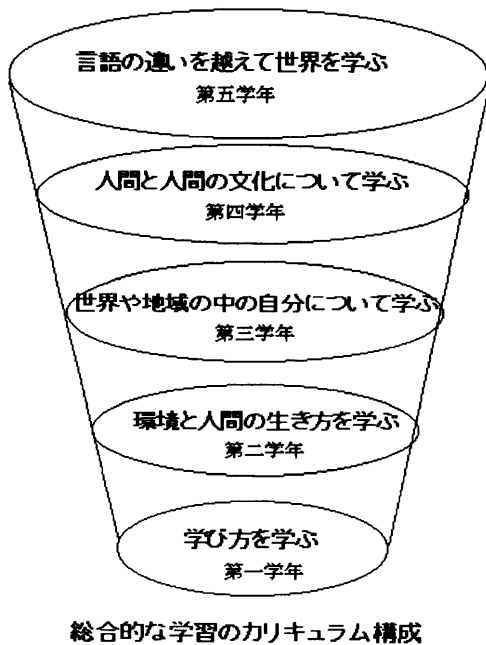 言語の違いを越えて世界を学ぶ
第五学年
人間と人間の文化について学ぶ
第四学年
世界や地域の中の自分について学ぶ
第三学年
環境と人間の生き方を学ぶ
第二学年
学び方を学ぶ
第一学年
総合的な学習のカリキュラム構成